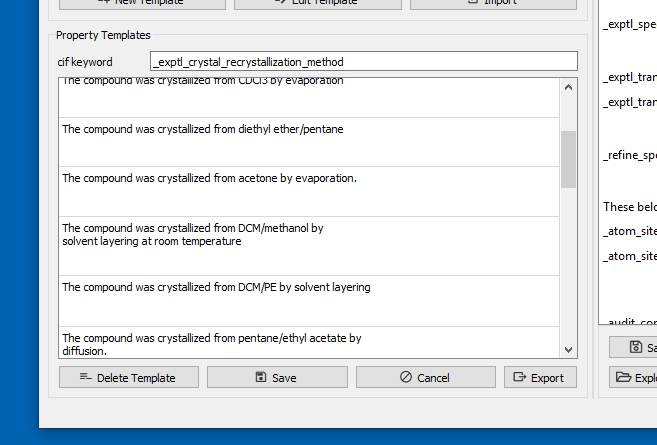 New Template
Edit Template
Import
Property Templates
cif keyword
_exptl_crystal_recrystallization_method
The compound was crystallized from CDCl3 by evaporation
The compound was crystallized from diethyl ether/pentane
The compound was crystallized from acetone by evaporation.
The compound was crystallized from DCM/methanol by
solvent layering at room temperature
The compound was crystallized from DCM/PE by solvent layering
The compound was crystallized from pentane/ethyl acetate by
diffusion.
Delete Template
Save
Cancel
Export
_exptl_spe
_exptl_tran
_exptl_tran
_refine_spe
These belo
_atom_site
_atom_site
_audit_con
Sa
Explo